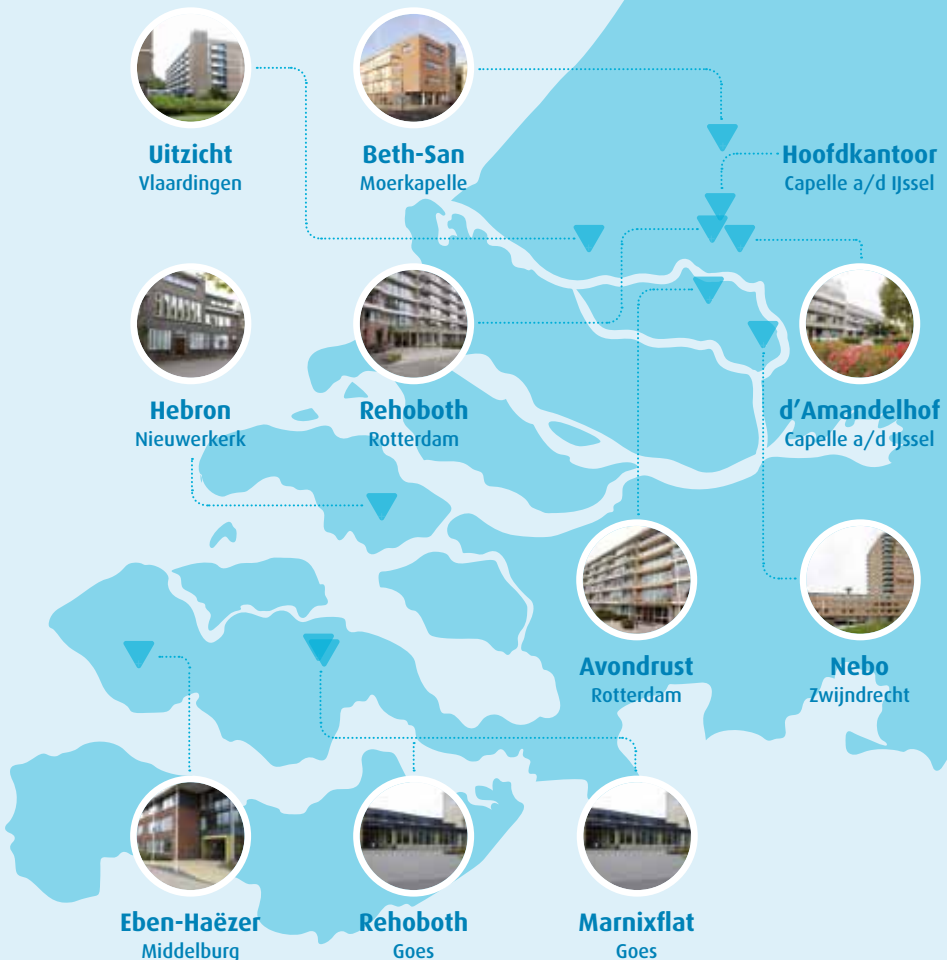 Uitzicht
Vlaardingen
Beth-San
Moerkapelle
Hoofdkantoor
Capelle a/d IJssel
Hebron
Nieuwerkerk
Rehoboth
Rotterdam
d'Amandelhof
Capelle a/d IJssel
Avondrust
Rotterdam
Nebo
Zwijndrecht
Eben-Haëzer
Middelburg
Rehoboth
Goes
Marnixflat
Goes